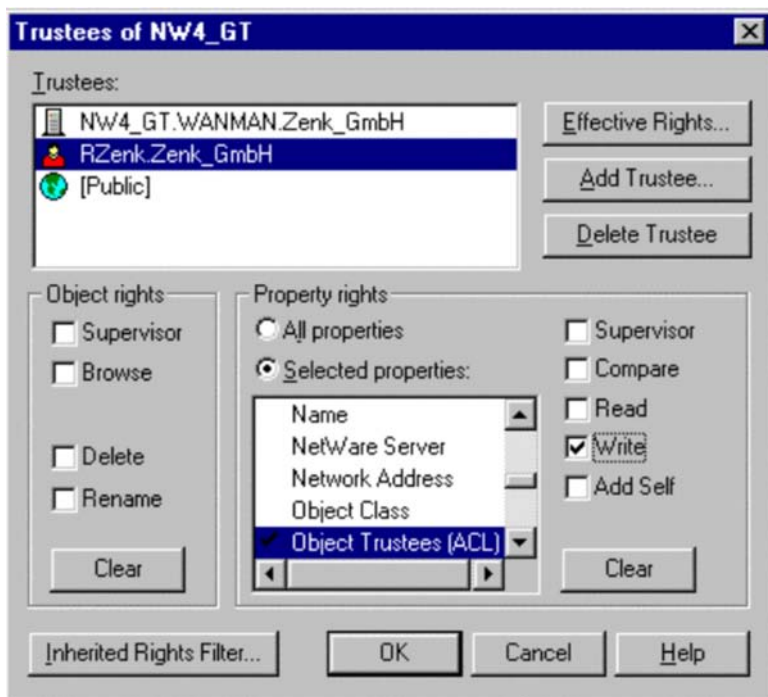 Trustees of NW4_GT
Trustees:
NW4_GT.WANMAN.Zenk_GmbH
RZenk.Zenk_GmbH
[Public]
Effective Rights...
Add Trustee...
Delete Trustee
Object rights
Supervisor
Browse
Delete
Rename
Clear
Property rights
All properties
Selected properties:
Name
NetWare Server
Network Address
Object Class
Object Trustees (ACL)
Supervisor
Compare
Read
Write
Add Self
Clear
Inherited Rights Filter...
OK
Cancel
Help